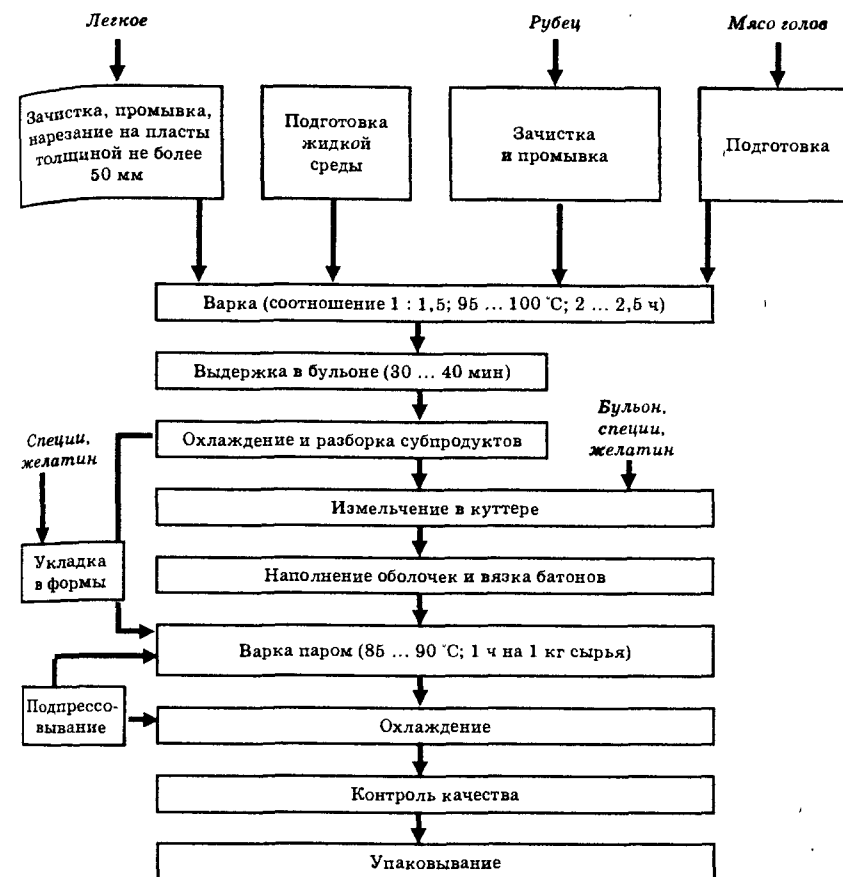 Легкое
Рубец
Мясо голов
Зачистка, промывка,
нарезание на пласты
толщиной не более
50 мм
Подготовка
жидкой
среды
Зачистка
и промывка
Подготовка
Варка (соотношение 1 : 1,5; 95 ... 100 °С; 2 ... 2,5 ч)
Выдержка в бульоне (30 ... 40 мин)
Охлаждение и разборка субпродуктов
Специи,
желатин
Бульон,
специи,
желатин
Измельчение в куттере
Укладка
в формы
Наполнение оболочек и вязка батонов
Варка паром (85 ... 90 °С; 1 ч на 1 кг сырья)
Подпрессо-
вывание
Охлаждение
Контроль качества
Упаковывание